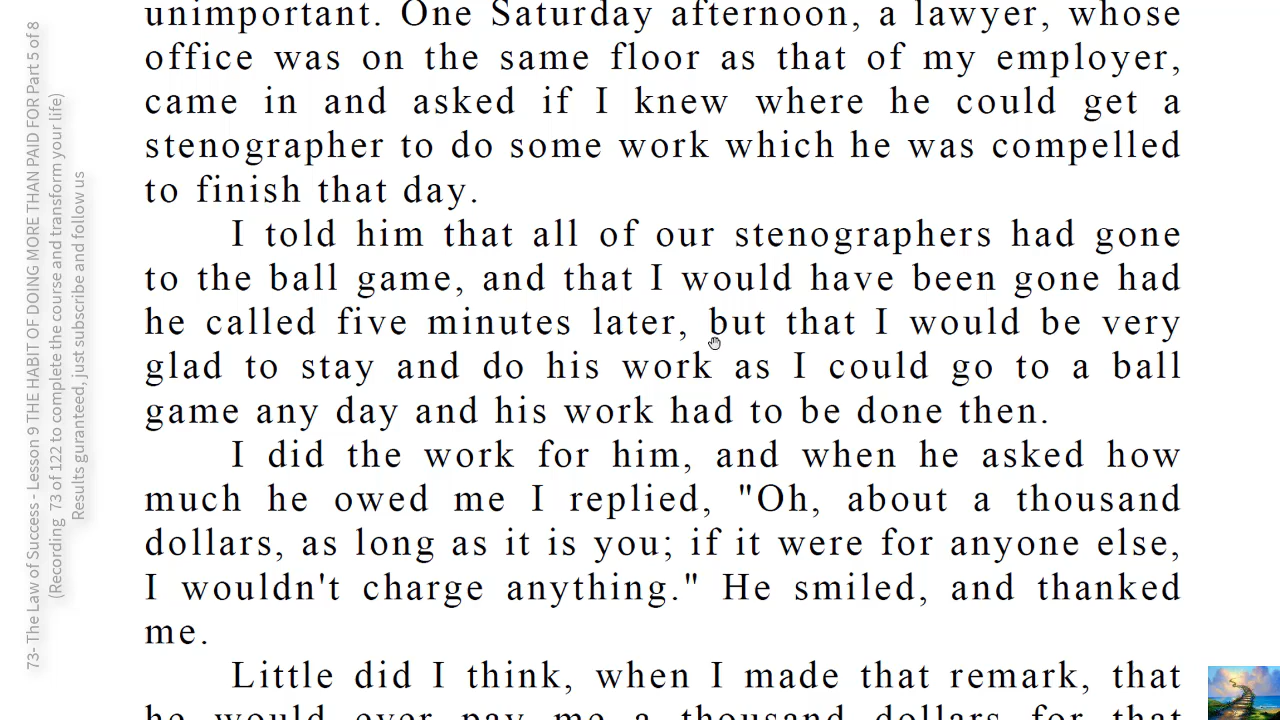 73- The Law of Success - Lesson 9 THE HABIT OF DOING MORE THAN PAID FOR Part 5 of 8
(Recording 73 of 122 to complete the course and transform your life)
Results guranteed, just subscribe and follow us
unimportant. One Saturday afternoon, a lawyer, whose
office was on the same floor as that of my employer,
came in and asked if I knew where he could get a
stenographer to do some work which he was compelled
to finish that day.
I told him that all of our stenographers had gone
to the ball game, and that I would have been gone had
he called five minutes later, but that I would be very
glad to stay and do his work as I could go to a ball
game any day and his work had to be done then.
I did the work for him, and when he asked how
much he owed me I replied, "Oh, about a thousand
dollars, as long as it is you; if it were for anyone else,
I wouldn't charge anything." He smiled, and thanked
me.
Little did I think, when I made that remark, that
he would ever pay me a thousand dollars for that